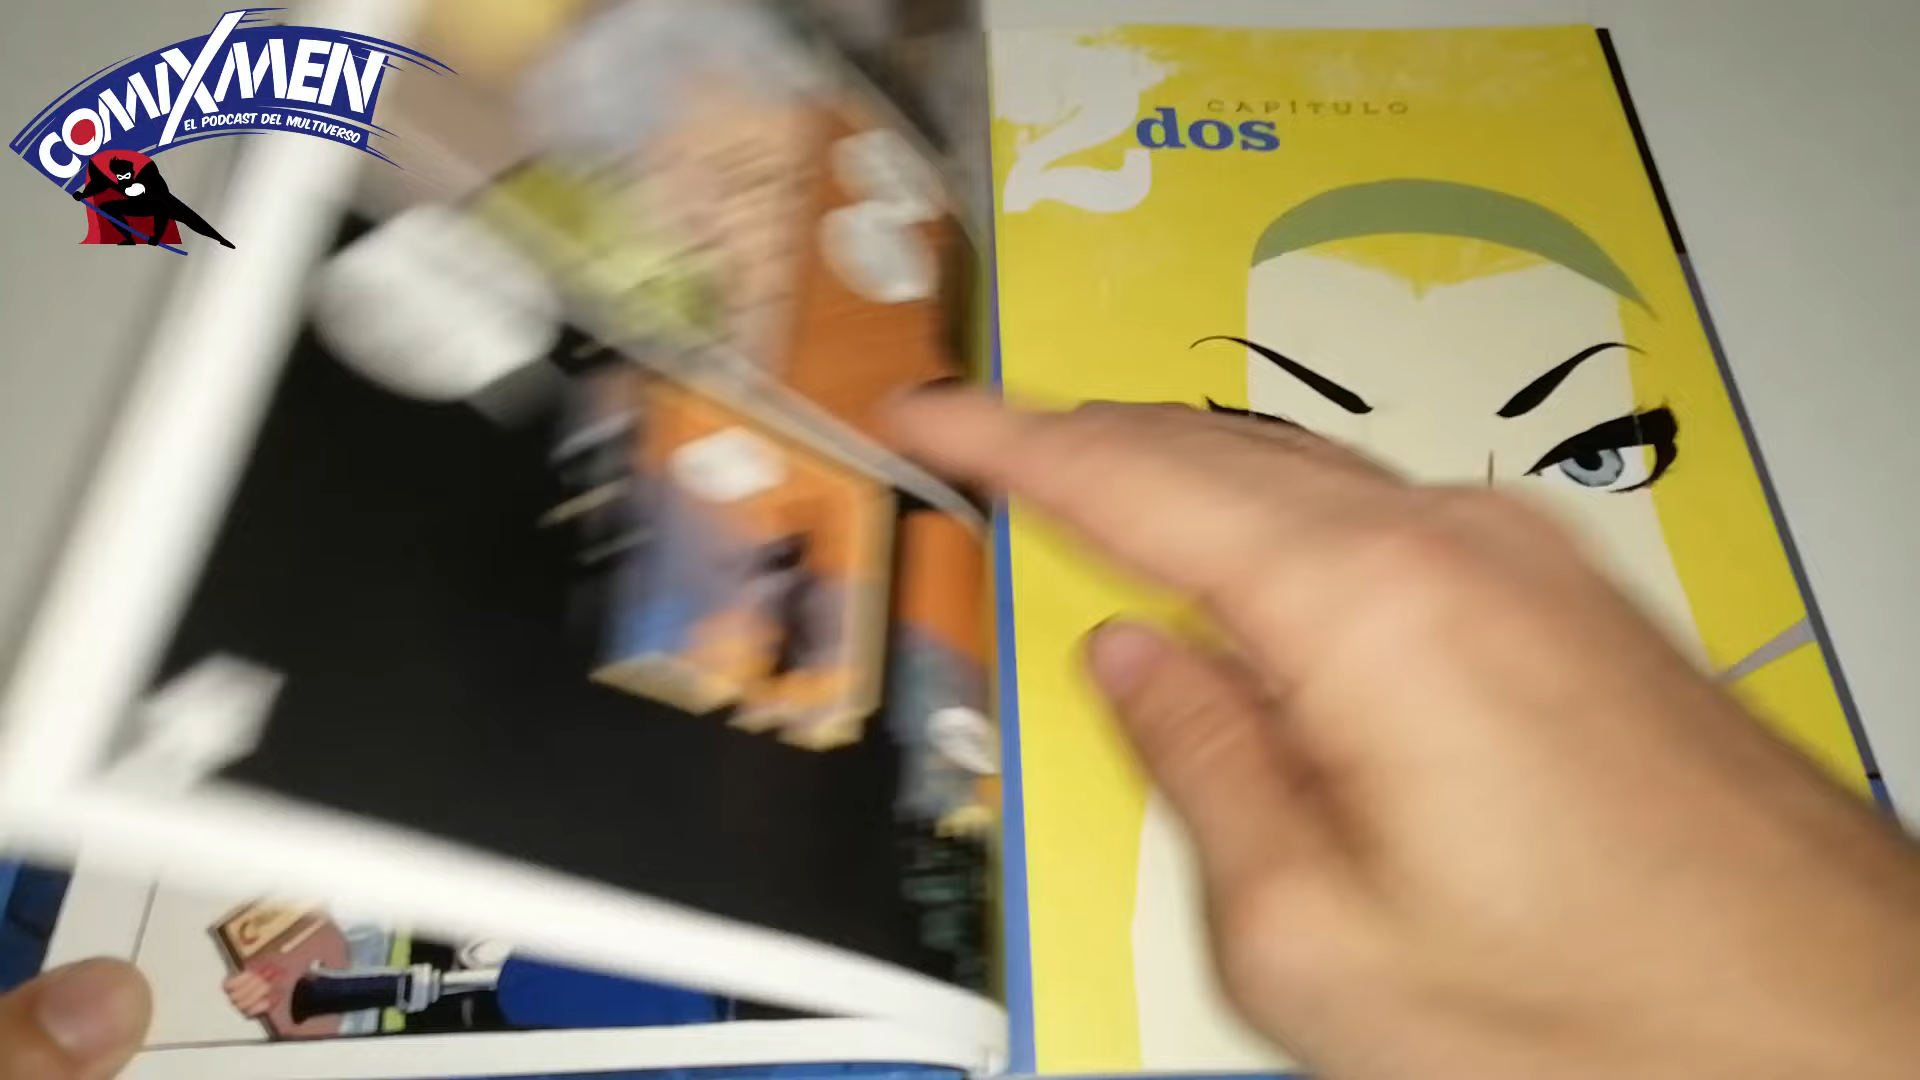 COMIXMEN
EL PODCAST DEL MULTIVERSO
CAPÍTULO
2
dos